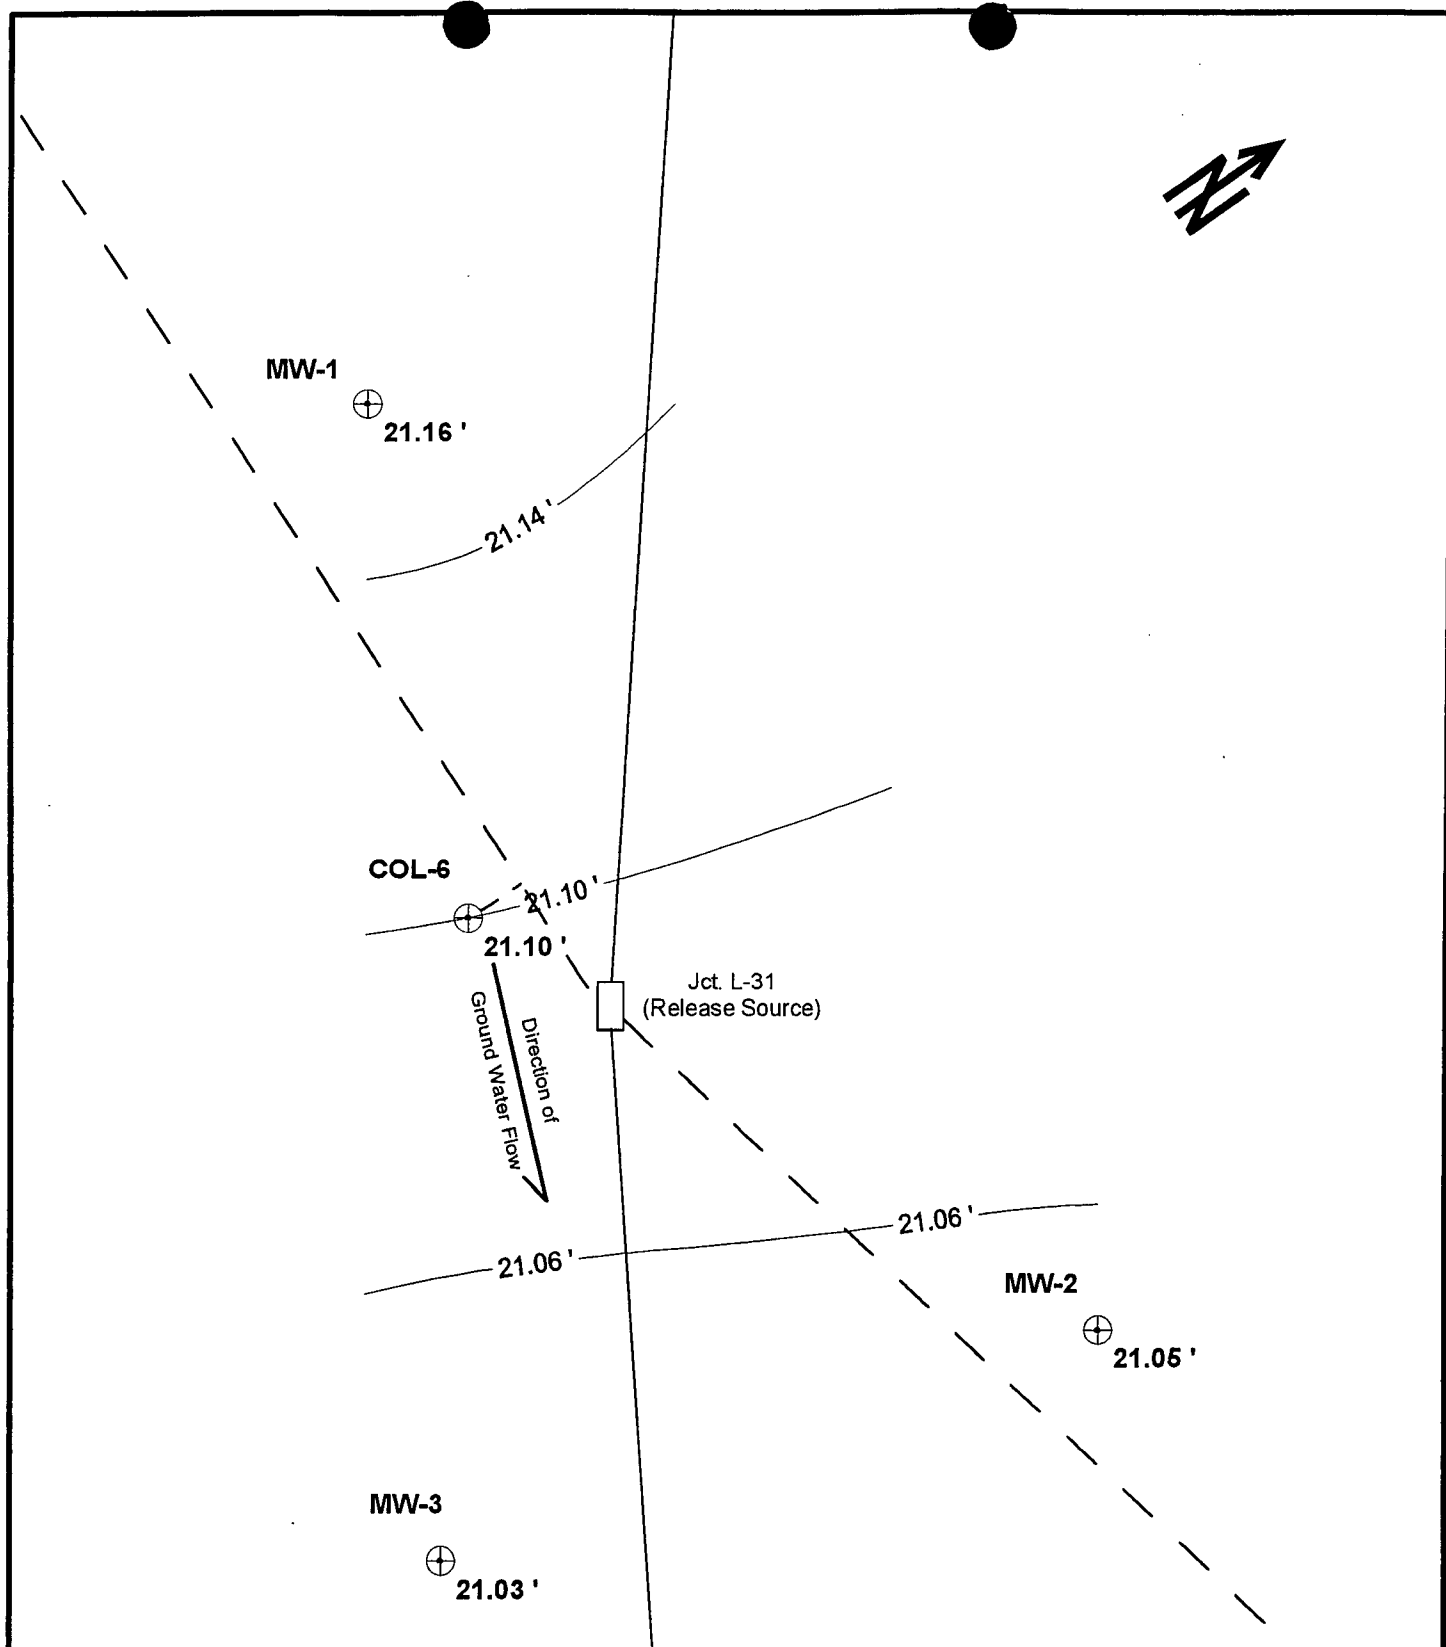 N
MW-1
21.16 '
21.14 '
COL-6
21.10 '
21.10 '
Jct. L-31
(Release Source)
Direction of
Ground Water Flow
21.06 '
21.06 '
MW-2
21.05 '
MW-3
21.03 '